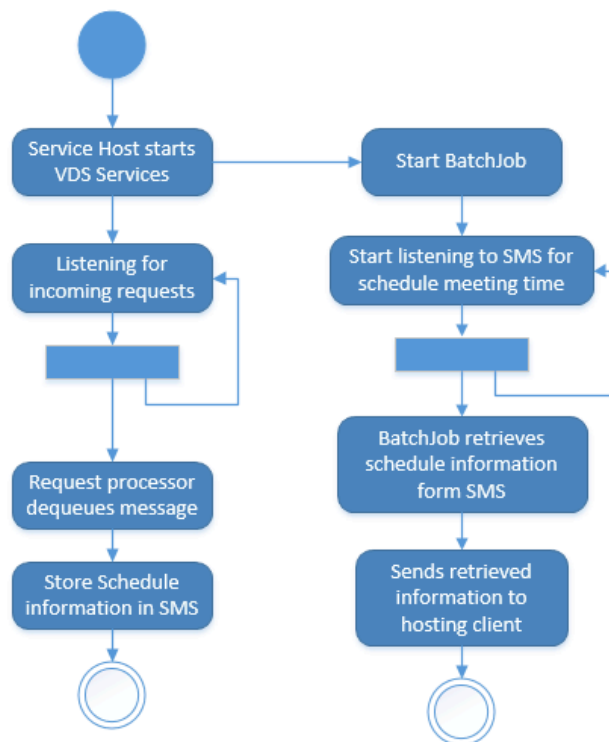 Service Host starts
VDS Services
Start BatchJob
Listening for
incoming requests
Start listening to SMS for
schedule meeting time
BatchJob retrieves
schedule information
form SMS
Request processor
dequeues message
Store Schedule
information in SMS
Sends retrieved
information to
hosting client